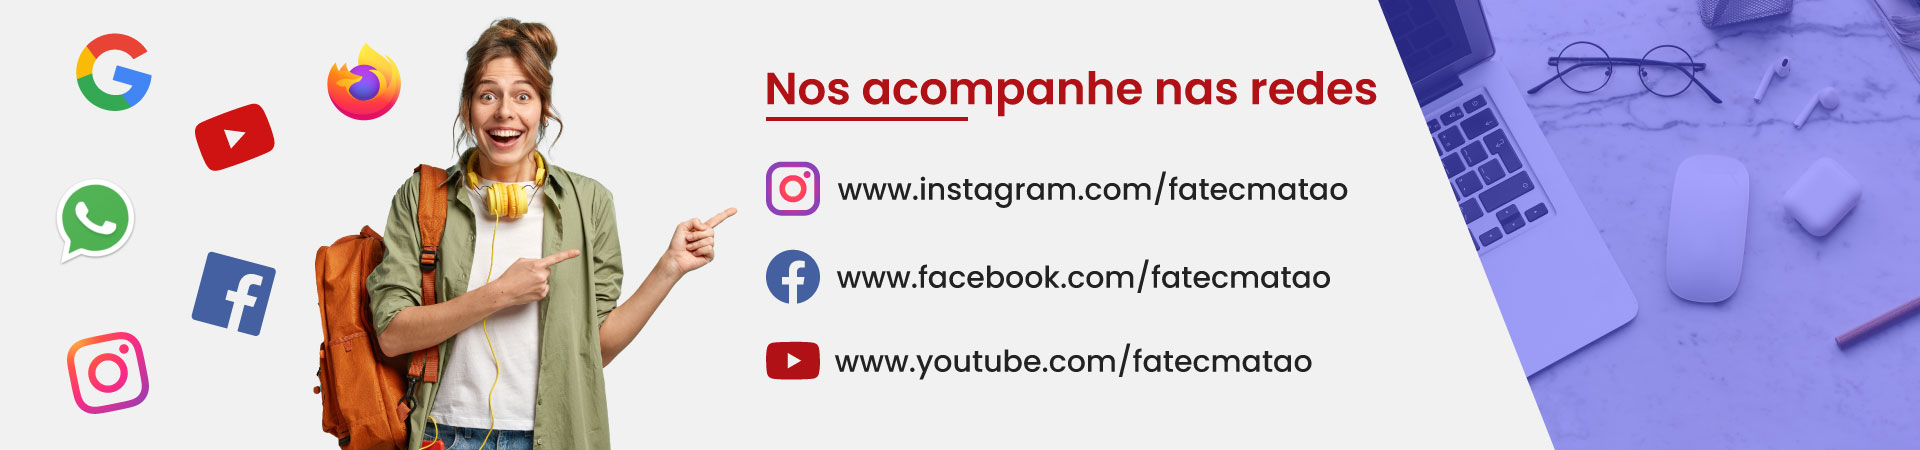 Nos acompanhe nas redes
www.instagram.com/fatecmatao
www.facebook.com/fatecmatao
www.youtube.com/fatecmatao